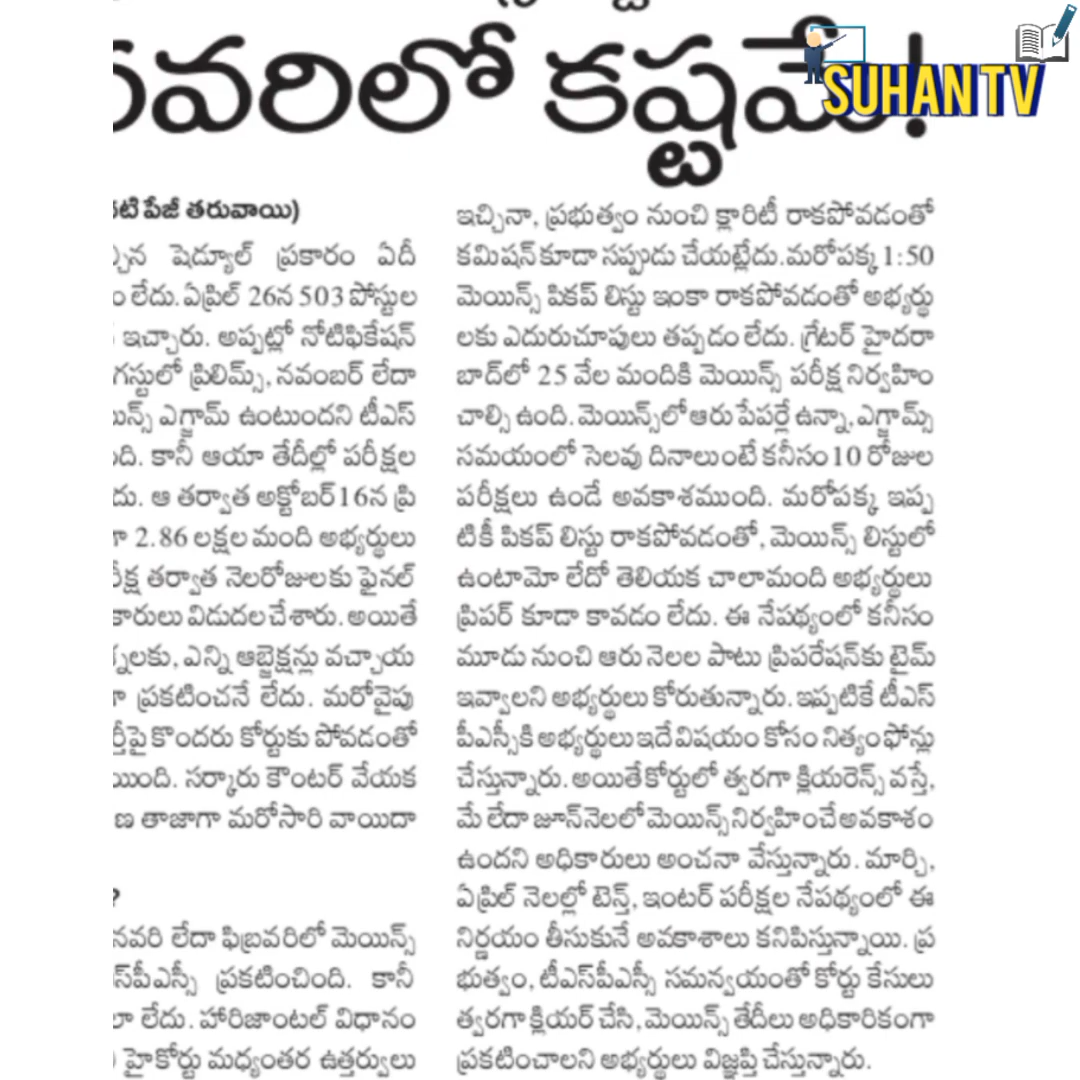 వరిలో కష్టమే!
SUHAN TV
పేజీ తరువాయి)
షెడ్యూల్ ప్రకారం ఏదీ
లేదు. ఏప్రిల్ 26న 503 పోస్టుల
ఇచ్చారు. అప్పట్లో నోటిఫికేషన్
ప్రిలిమ్స్, నవంబర్ లేదా
ఎగ్జామ్ ఉంటుందని టీఎస్
కానీ ఆయా తేదీల్లో పరీక్షల
ఆ తర్వాత అక్టోబర్ 16న ప్రి
2.86 లక్షల మంది అభ్యర్థులు
తర్వాత నెలరోజులకు ఫైనల్
విడుదల చేశారు. అయితే
ఎన్ని ఆబ్జెక్షన్లు వచ్చాయ
ప్రకటించనే లేదు. మరోవైపు
కొందరు కోర్టుకు పోవడంతో
సర్కారు కౌంటర్ వేయక
తాజాగా మరోసారి వాయిదా
?
లేదా ఫిబ్రవరిలో మెయిన్స్
ప్రకటించింది. కానీ
లేదు. హారిజాంటల్ విధానం
హైకోర్టు మధ్యంతర ఉత్తర్వులు
ఇచ్చినా, ప్రభుత్వం నుంచి క్లారిటీ రాకపోవడంతో
కమిషన్ కూడా సప్పుడు చేయట్లేదు. మరోపక్క 1:50
మెయిన్స్ పికప్ లిస్టు ఇంకా రాకపోవడంతో అభ్యర్థు
లకు ఎదురుచూపులు తప్పడం లేదు. గ్రేటర్ హైదరా
బాద్‌లో 25 వేల మందికి మెయిన్స్ పరీక్ష నిర్వహిం
చాల్సి ఉంది. మెయిన్స్‌లో ఆరు పేపర్లే ఉన్నా, ఎగ్జామ్స్
సమయంలో సెలవు దినాలుంటే కనీసం 10 రోజుల
పరీక్షలు ఉండే అవకాశముంది. మరోపక్క ఇప్ప
టికీ పికప్ లిస్టు రాకపోవడంతో, మెయిన్స్ లిస్టులో
ఉంటామో లేదో తెలియక చాలామంది అభ్యర్థులు
ప్రిపర్ కూడా కావడం లేదు. ఈ నేపథ్యంలో కనీసం
మూడు నుంచి ఆరు నెలల పాటు ప్రిపరేషన్‌కు టైమ్
ఇవ్వాలని అభ్యర్థులు కోరుతున్నారు. ఇప్పటికే టీఎస్
పీఎస్సీకి అభ్యర్థులు ఇదే విషయం కోసం నిత్యం ఫోన్లు
చేస్తున్నారు. అయితే కోర్టులో త్వరగా క్లియరెన్స్ వస్తే,
మే లేదా జూన్ నెలలో మెయిన్స్ నిర్వహించే అవకాశం
ఉందని అధికారులు అంచనా వేస్తున్నారు. మార్చి,
ఏప్రిల్ నెలల్లో టెన్త్, ఇంటర్ పరీక్షల నేపథ్యంలో ఈ
నిర్ణయం తీసుకునే అవకాశాలు కనిపిస్తున్నాయి. ప్ర
భుత్వం, టీఎస్‌పీఎస్సీ సమన్వయంతో కోర్టు కేసులు
త్వరగా క్లియర్ చేసి, మెయిన్స్ తేదీలు అధికారికంగా
ప్రకటించాలని అభ్యర్థులు విజ్ఞప్తి చేస్తున్నారు.